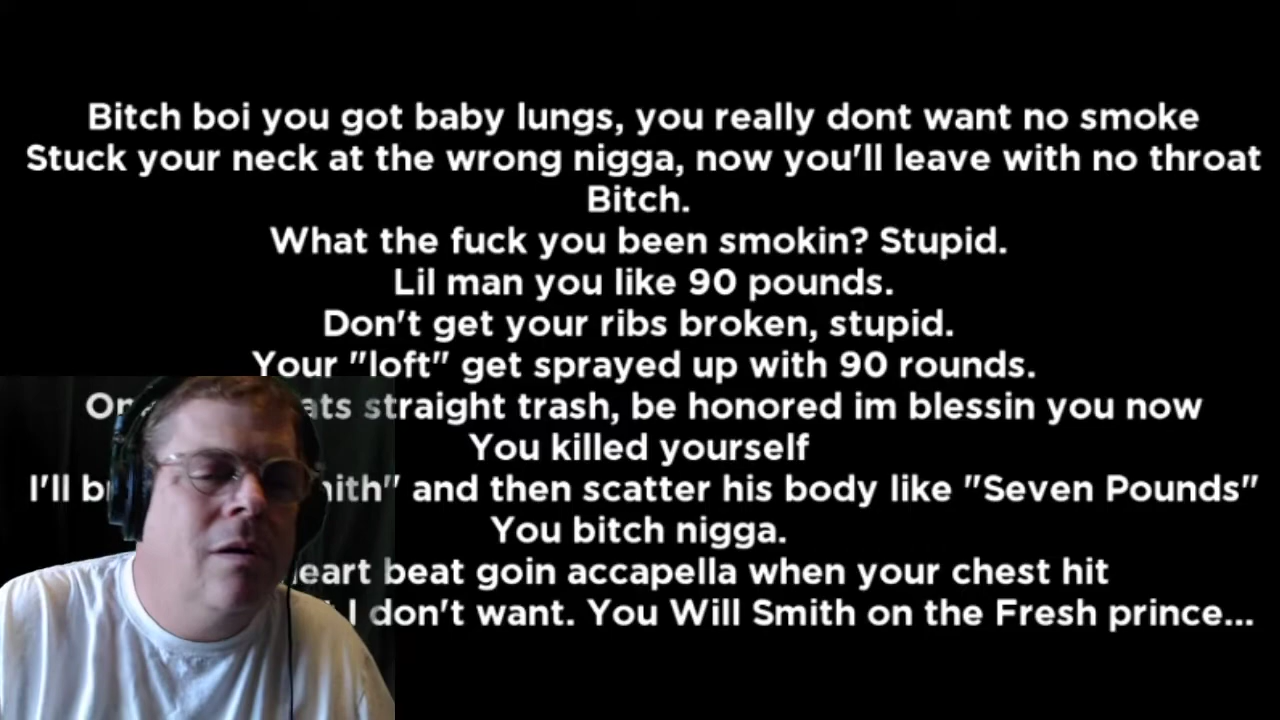 Bitch boi you got baby lungs, you really dont want no smoke
Stuck your neck at the wrong nigga, now you'll leave with no throat
Bitch.
What the fuck you been smokin? Stupid.
Lil man you like 90 pounds.
Don't get your ribs broken, stupid.
Your "loft" get sprayed up with 90 rounds.
straight trash, be honored im blessin you now
You killed yourself
I'll and then scatter his body like "Seven Pounds"
You bitch nigga.
beat goin accapella when your chest hit
I don't want. You Will Smith on the Fresh prince...